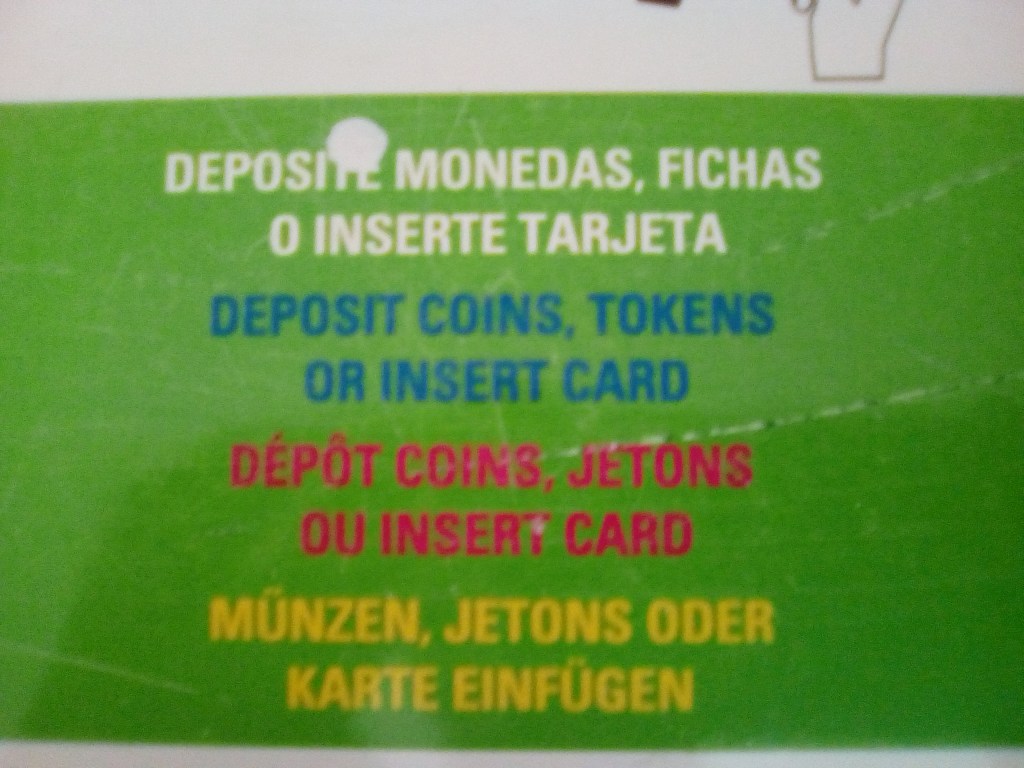 DEPOSITE MONEDAS, FICHAS
O INSERTE TARJETA
DEPOSIT COINS, TOKENS
OR INSERT CARD
DÉPÔT COINS, JETONS
OU INSERT CARD
MŰNZEN, JETONS ODER
KARTE EINFÜGEN